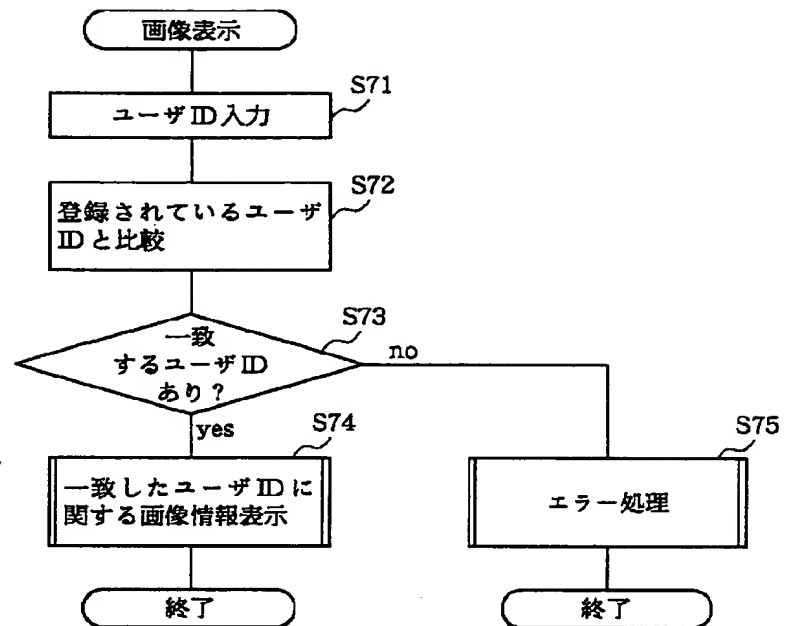 画像表示
S71
ユーザID入力
S72
登録されているユーザ
IDと比較
S73
一致
するユーザID
あり?
no
yes
S74
一致したユーザIDに
関する画像情報表示
S75
エラー処理
終了
終了